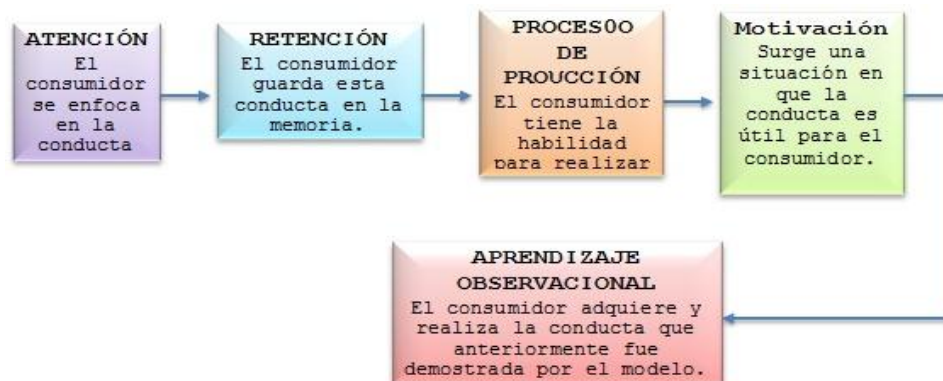 ATENCIÓN
El
consumidor
se enfoca
en la
conducta
RETENCIÓN
El consumidor
guarda esta
conducta en la
memoria.
PROCES0O
DE
PROUCCIÓN
El consumidor
tiene la
habilidad
para realizar
Motivación
Surge una
situación en
que la
conducta es
útil para el
consumidor.
APRENDIZAJE
OBSERVACIONAL
El consumidor adquiere y
realiza la conducta que
anteriormente fue
demostrada por el modelo.